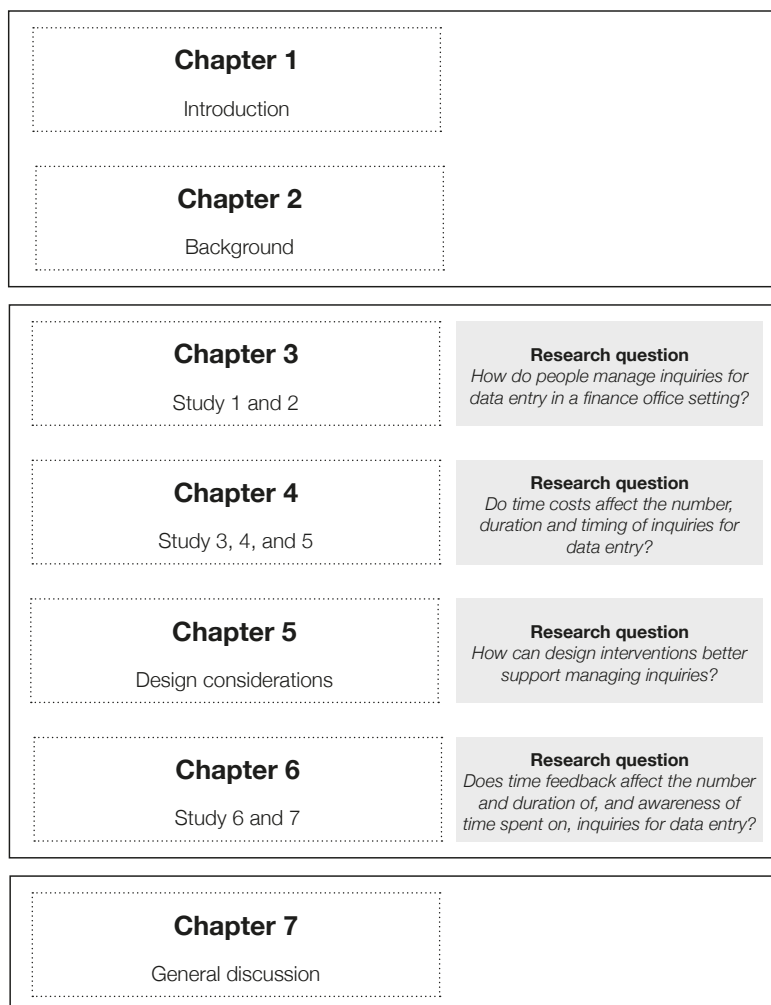 Chapter 1
Introduction
Chapter 2
Background
Chapter 3
Study 1 and 2
Research question
How do people manage inquiries for
data entry in a finance office setting?
Chapter 4
Study 3, 4, and 5
Research question
Do time costs affect the number,
duration and timing of inquiries for
data entry?
Chapter 5
Design considerations
Research question
How can design interventions better
support managing inquiries?
Chapter 6
Study 6 and 7
Research question
Does time feedback affect the number
and duration of, and awareness of
time spent on, inquiries for data entry?
Chapter 7
General discussion